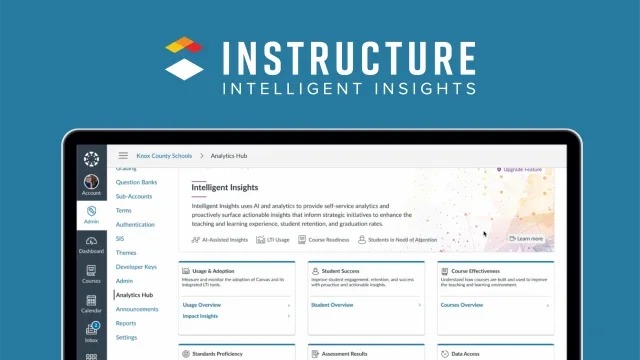 INSTRUCTURE
INTELLIGENT INSIGHTS
Knox County Schools > Analytics Hub
Upgrade Feature
Account
Admin
Dashboard
Courses
Calendar
2
Inbox
Grading
Question Banks
Sub-Accounts
Terms
Authentication
SIS
Themes
Developer Keys
Admin
Analytics Hub
Announcements
Reports
Settings
Intelligent Insights
Intelligent Insights uses AI and analytics to provide self-service analytics and
proactively surface actionable insights that inform strategic initiatives to enhance the
teaching and learning experience, student retention, and graduation rates.
AI-Assisted Insights
LTI Usage
Course Readiness
Students in Need of Attention
Learn more
Usage & Adoption
Measure and monitor the adoption of Canvas and its
integrated LTI tools.
Usage Overview
Impact Insights
Student Success
Improve student engagement, retention, and success
with proactive and actionable insights.
Student Overview
Course Effectiveness
Understand how courses are built and used to improve
the teaching and learning environment.
Courses Overview
Standards Proficiency
Assessment Results
Data Access